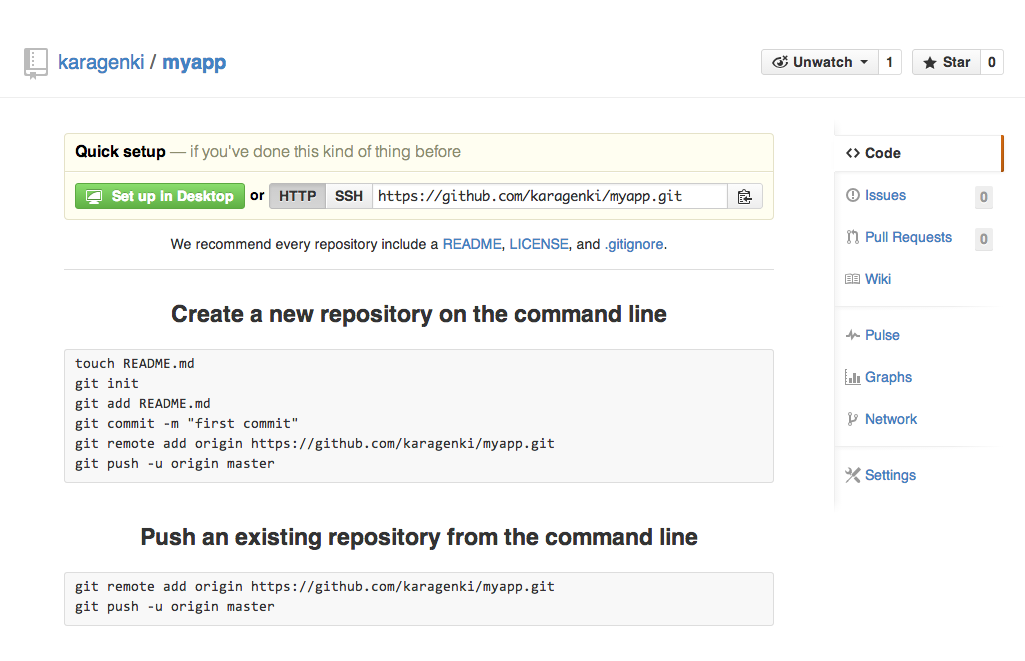 karagenki / myapp
Unwatch 1
Star 0
Quick setup — if you've done this kind of thing before
Set up in Desktop or HTTP SSH https://github.com/karagenki/myapp.git
We recommend every repository include a README, LICENSE, and .gitignore.
Create a new repository on the command line
touch README.md
git init
git add README.md
git commit -m "first commit"
git remote add origin https://github.com/karagenki/myapp.git
git push -u origin master
Push an existing repository from the command line
git remote add origin https://github.com/karagenki/myapp.git
git push -u origin master
Code
Issues 0
Pull Requests 0
Wiki
Pulse
Graphs
Network
Settings